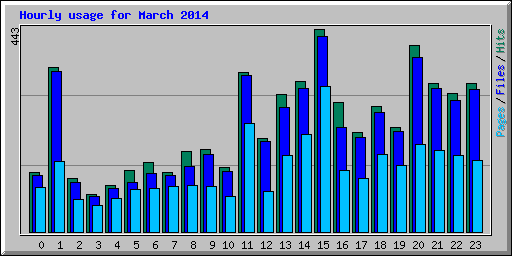 Hourly usage for March 2014
443
Pages/Files/Hits
0 1 2 3 4 5 6 7 8 9 10 11 12 13 14 15 16 17 18 19 20 21 22 23